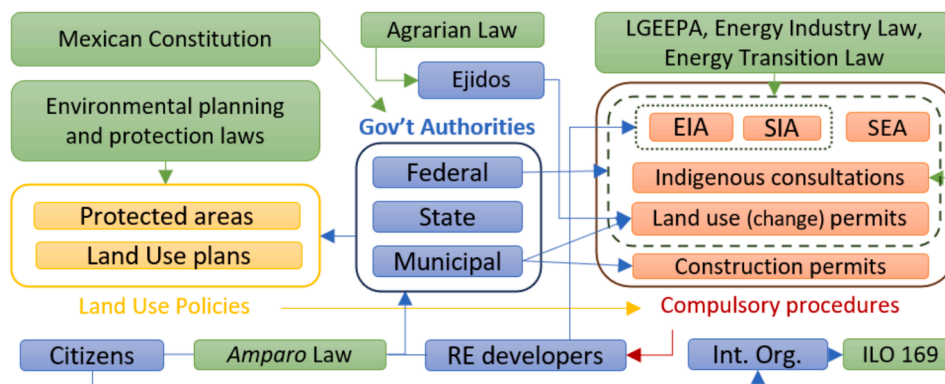 Mexican Constitution
Agrarian Law
LGEEPA, Energy Industry Law,
Energy Transition Law
Ejidos
Environmental planning
and protection laws
Gov't Authorities
EIA
SIA
SEA
Federal
Indigenous consultations
Protected areas
State
Land use (change) permits
Land Use plans
Municipal
Construction permits
Land Use Policies
Compulsory procedures
Citizens
Amparo Law
RE developers
Int. Org.
ILO 169